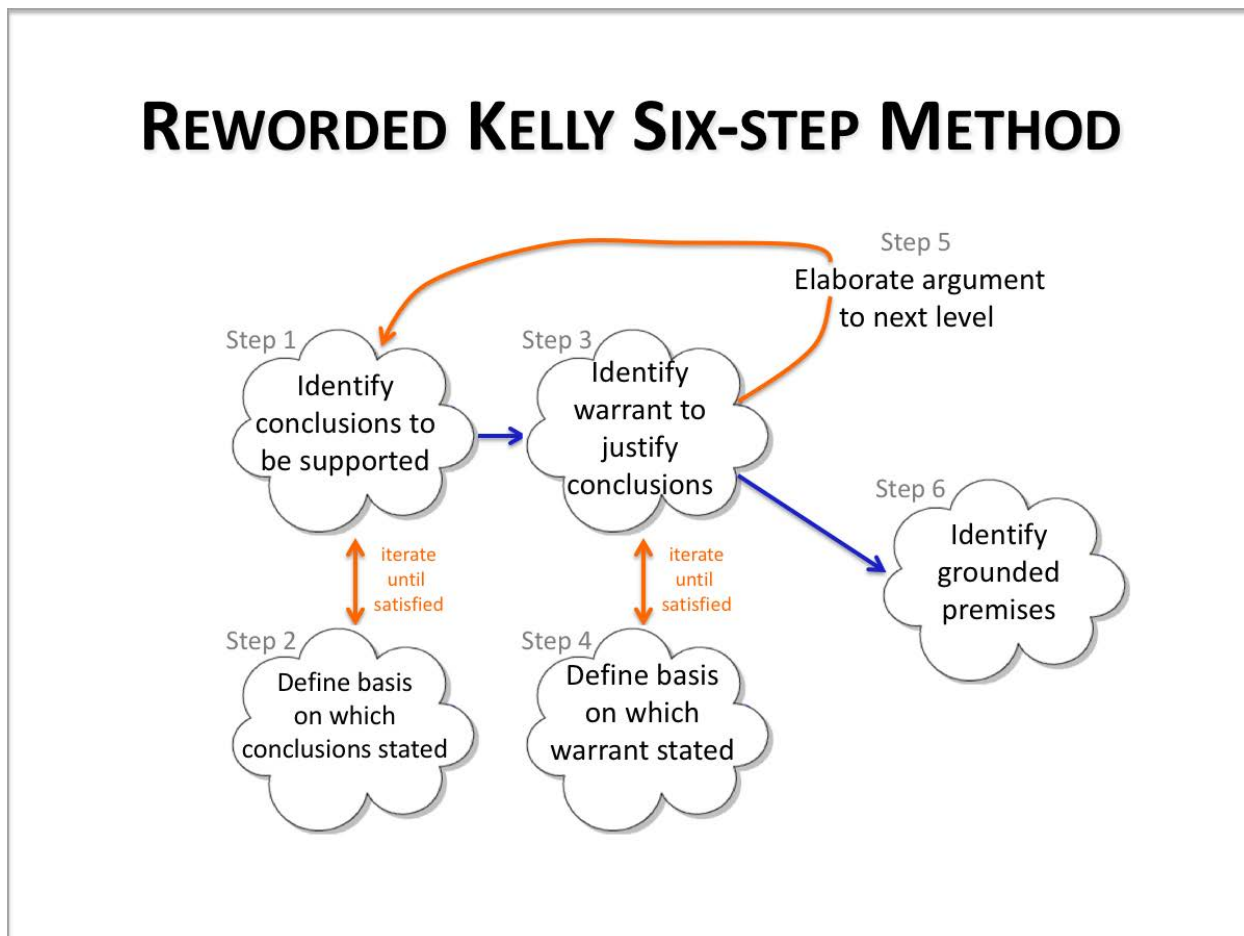 REWORDED KELLY SIX-STEP METHOD
Step 5
Elaborate argument
to next level
Step 1
Identify
conclusions to
be supported
Step 3
Identify
warrant to
justify
conclusions
Step 6
Identify
grounded
premises
iterate
until
satisfied
iterate
until
satisfied
Step 2
Define basis
on which
conclusions stated
Step 4
Define basis
on which
warrant stated